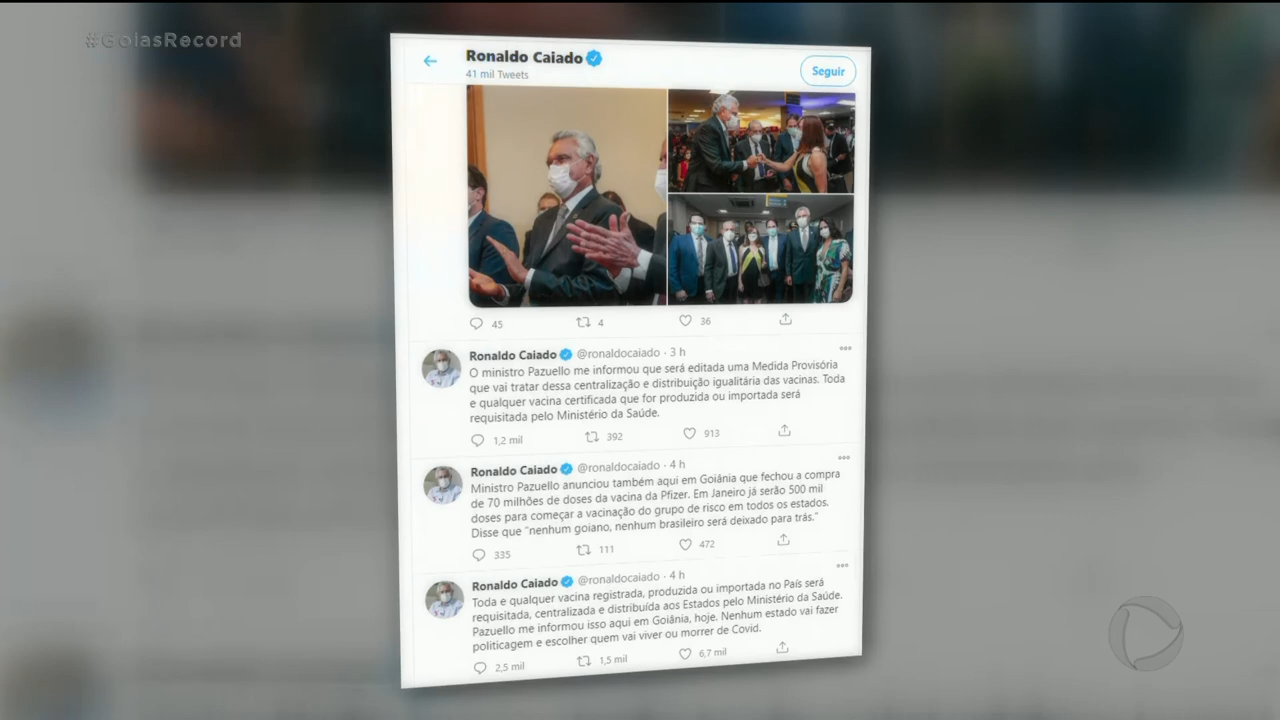 #GoiasRecord
Ronaldo Caiado
41 mil Tweets
Seguir
45
4
36
Ronaldo Caiado @ronaldocaiado · 3 h
O ministro Pazuello me informou que será editada uma Medida Provisória
que vai tratar dessa centralização e distribuição igualitária das vacinas. Toda
e qualquer vacina certificada que for produzida ou importada será
requisitada pelo Ministério da Saúde.
1,2 mil
392
913
Ronaldo Caiado @ronaldocaiado · 4 h
Ministro Pazuello anunciou também aqui em Goiânia que fechou a compra
de 70 milhões de doses da vacina da Pfizer. Em Janeiro já serão 500 mil
doses para começar a vacinação do grupo de risco em todos os estados.
Disse que "nenhum goiano, nenhum brasileiro será deixado para trás."
335
111
472
Ronaldo Caiado @ronaldocaiado · 4 h
Toda e qualquer vacina registrada, produzida ou importada no País será
requisitada, centralizada e distribuída aos Estados pelo Ministério da Saúde.
Pazuello me informou isso aqui em Goiânia, hoje. Nenhum estado vai fazer
politicagem e escolher quem vai viver ou morrer de Covid.
2,5 mil
1,5 mil
6,7 mil